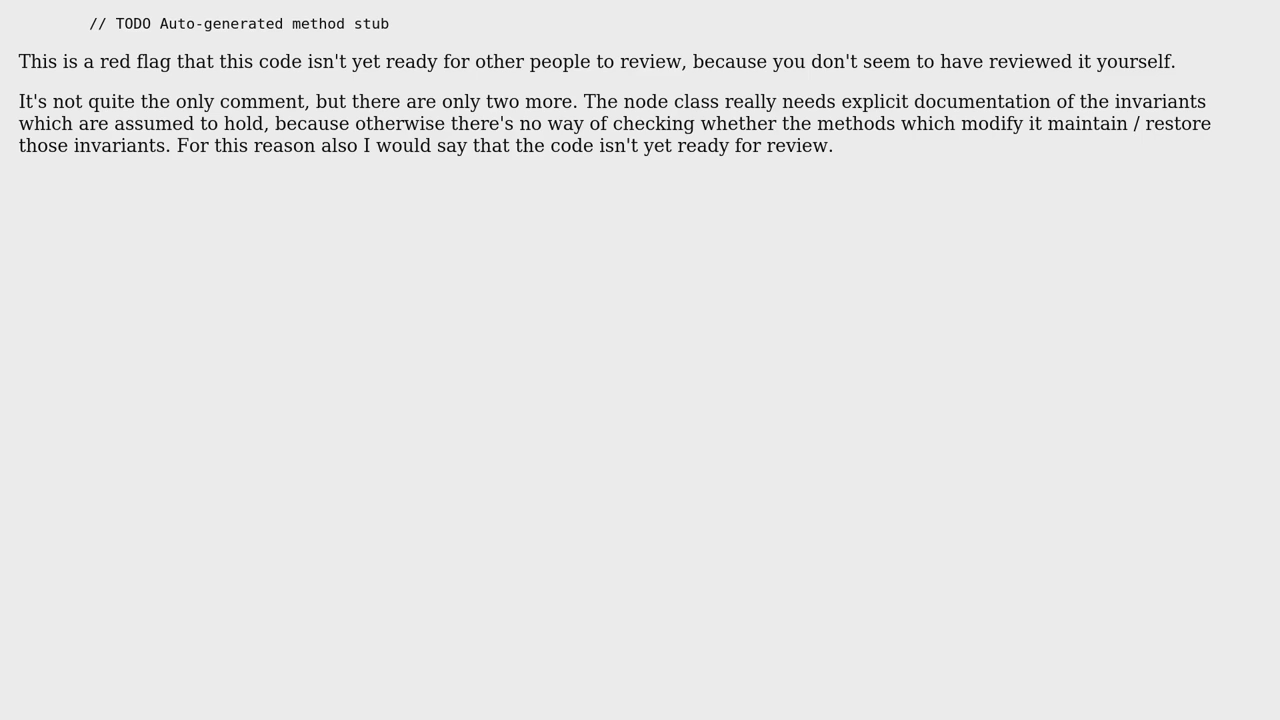 // TODO Auto-generated method stub
This is a red flag that this code isn't yet ready for other people to review, because you don't seem to have reviewed it yourself.
It's not quite the only comment, but there are only two more. The node class really needs explicit documentation of the invariants
which are assumed to hold, because otherwise there's no way of checking whether the methods which modify it maintain / restore
those invariants. For this reason also I would say that the code isn't yet ready for review.